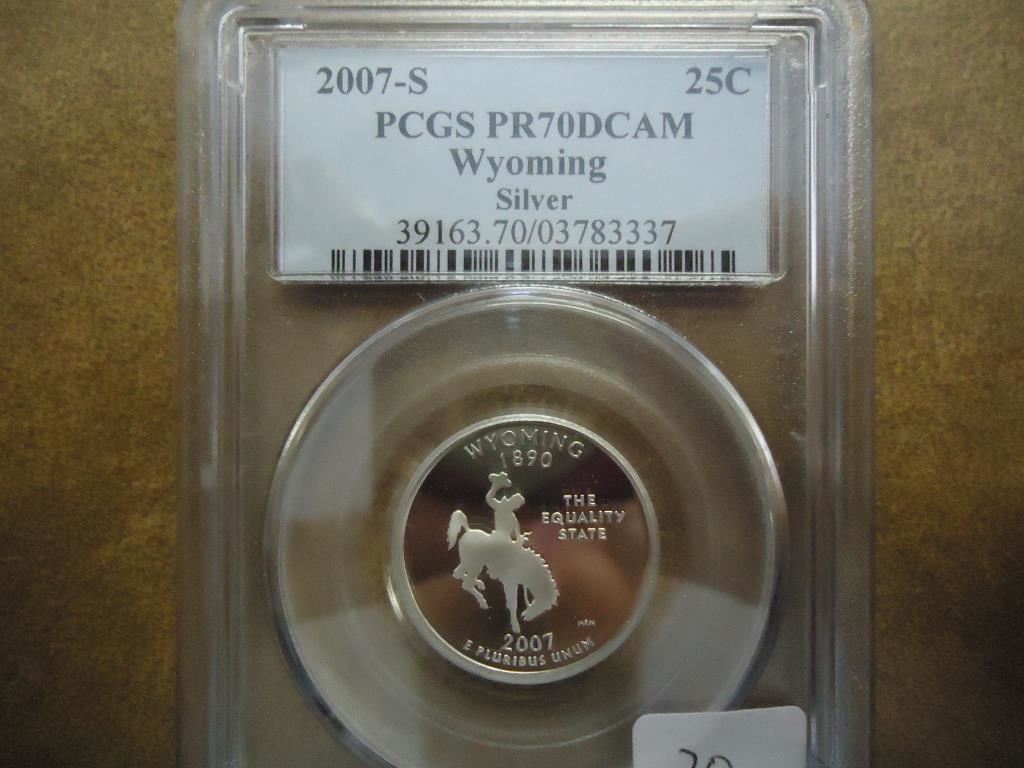 2007-S 25C
PCGS PR70DCAM
Wyoming
Silver
39163.70/03783337
WYOMING
1890
THE
EQUALITY
STATE
2007
E PLURIBUS UNUM